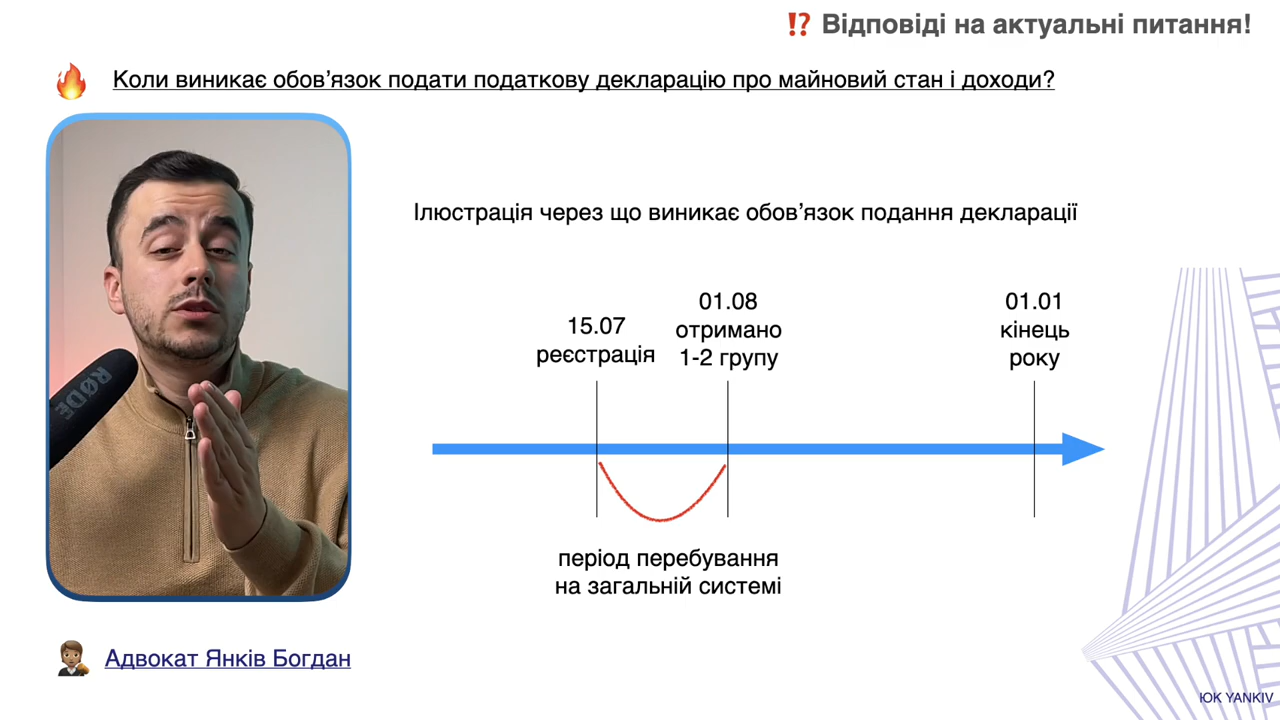 ⁉️ Відповіді на актуальні питання!
🔥 Коли виникає обов’язок подати податкову декларацію про майновий стан і доходи?
Ілюстрація через що виникає обов’язок подання декларації
15.07
реєстрація
01.08
отримано
1-2 групу
01.01
кінець
року
RØDE
період перебування
на загальній системі
Адвокат Янків Богдан
ЮК YANKIV